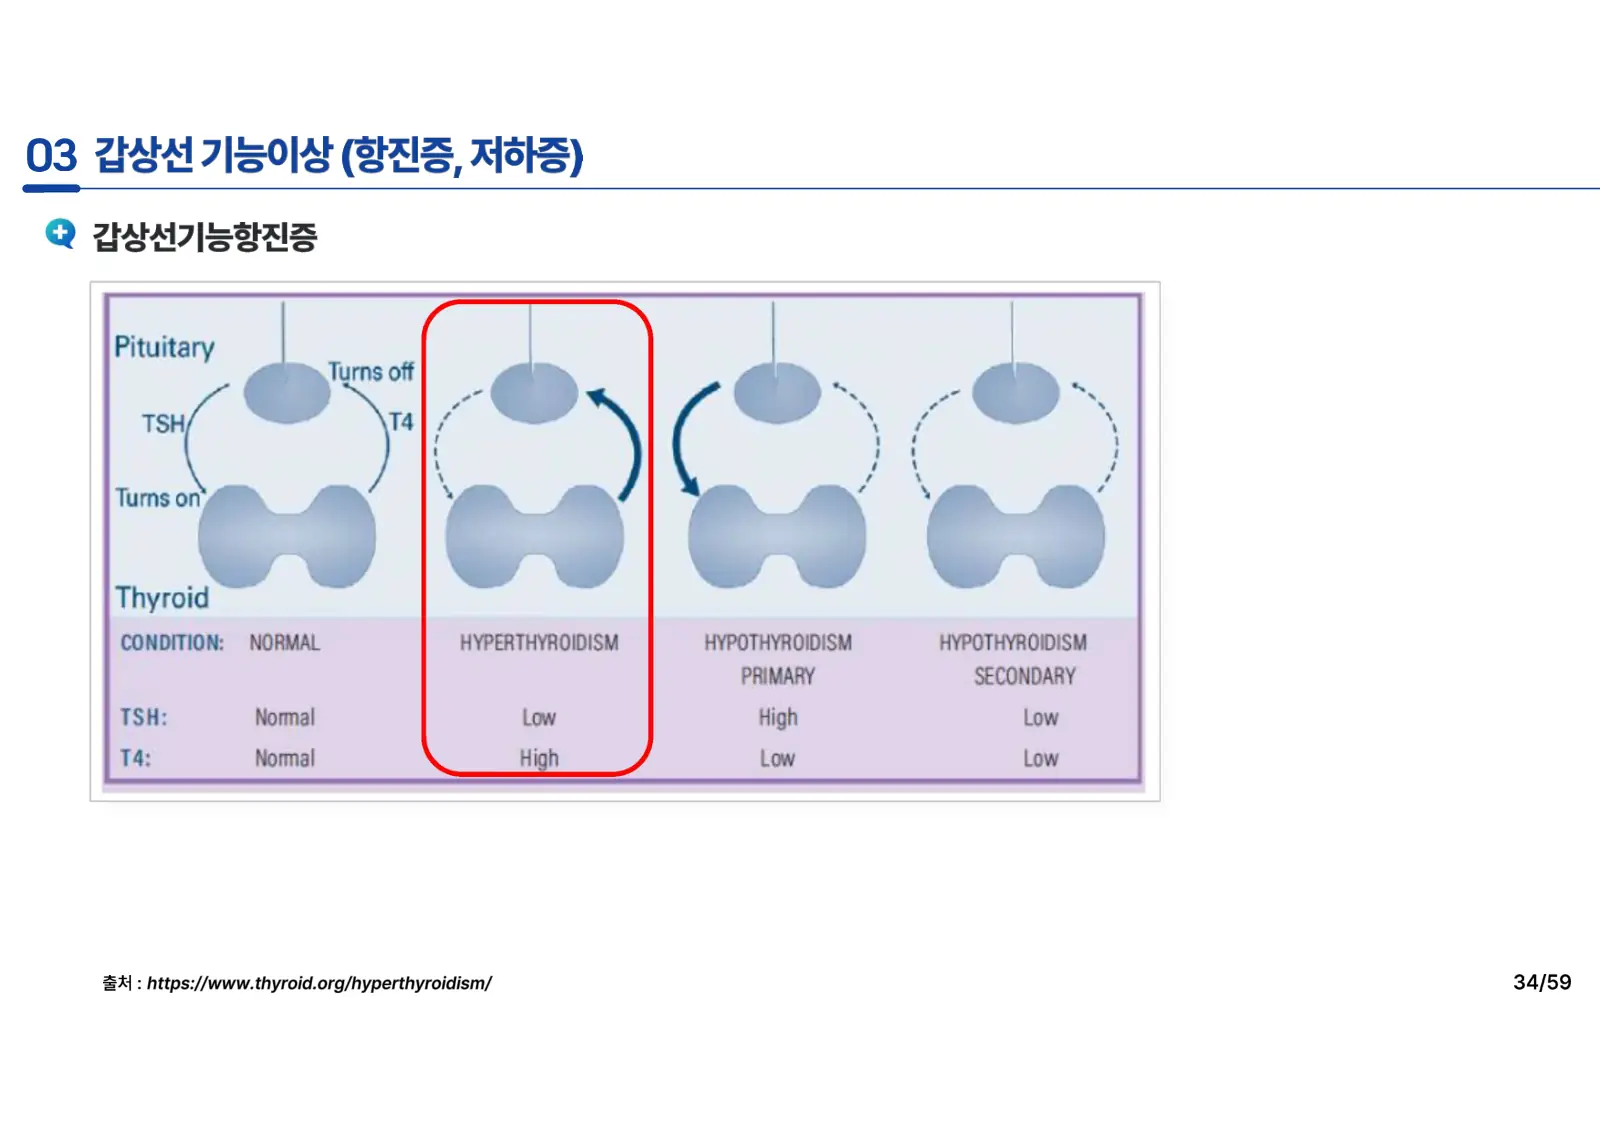 03 갑상선 기능이상 (항진증, 저하증)
갑상선기능항진증
Pituitary
Turns off
TSH
T4
Turns on
Thyroid
CONDITION: NORMAL HYPERTHYROIDISM HYPOTHYROIDISM HYPOTHYROIDISM
PRIMARY SECONDARY
TSH: Normal Low High Low
T4: Normal High Low Low
출처 : https://www.thyroid.org/hyperthyroidism/
34/59